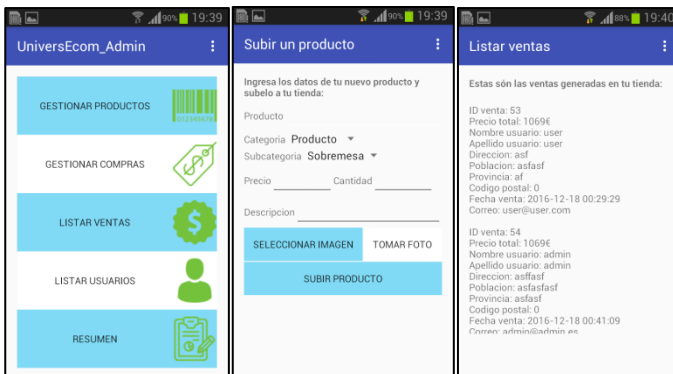 90% 19:39
UniversEcom_Admin
GESTIONAR PRODUCTOS
GESTIONAR COMPRAS
LISTAR VENTAS
LISTAR USUARIOS
RESUMEN
90% 19:39
Subir un producto
Ingresa los datos de tu nuevo producto y
subelo a tu tienda:
Producto
Categoria Producto
Subcategoria Sobremesa
Precio Cantidad
Descripcion
SELECCIONAR IMAGEN TOMAR FOTO
SUBIR PRODUCTO
88% 19:40
Listar ventas
Estas són las ventas generadas en tu tienda:
ID venta: 53
Precio total: 1069€
Nombre usuario: user
Apellido usuario: user
Direccion: asf
Poblacion: asfasf
Provincia: af
Codigo postal: 0
Fecha venta: 2016-12-18 00:29:29
Correo: user@user.com
ID venta: 54
Precio total: 1069€
Nombre usuario: admin
Apellido usuario: admin
Direccion: asffasf
Poblacion: asfasfasf
Provincia: asfasf
Codigo postal: 0
Fecha venta: 2016-12-18 00:41:09
Correo: admin@admin.es